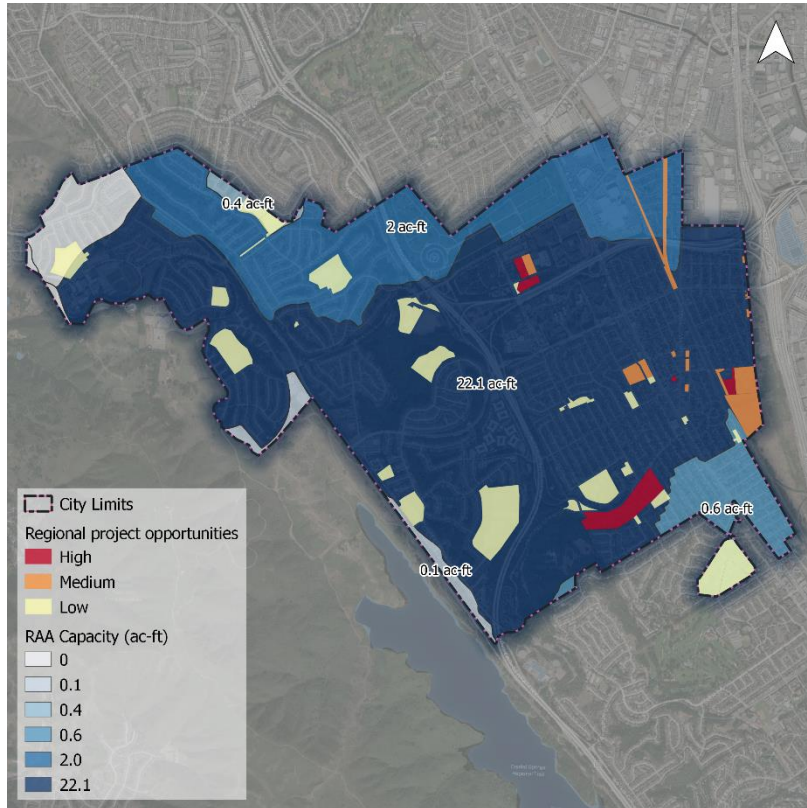 0.4 ac-ft
2 ac-ft
22.1 ac-ft
0.6 ac-ft
0.1 ac-ft
City Limits
Regional project opportunities
High
Medium
Low
RAA Capacity (ac-ft)
0
0.1
0.4
0.6
2.0
22.1